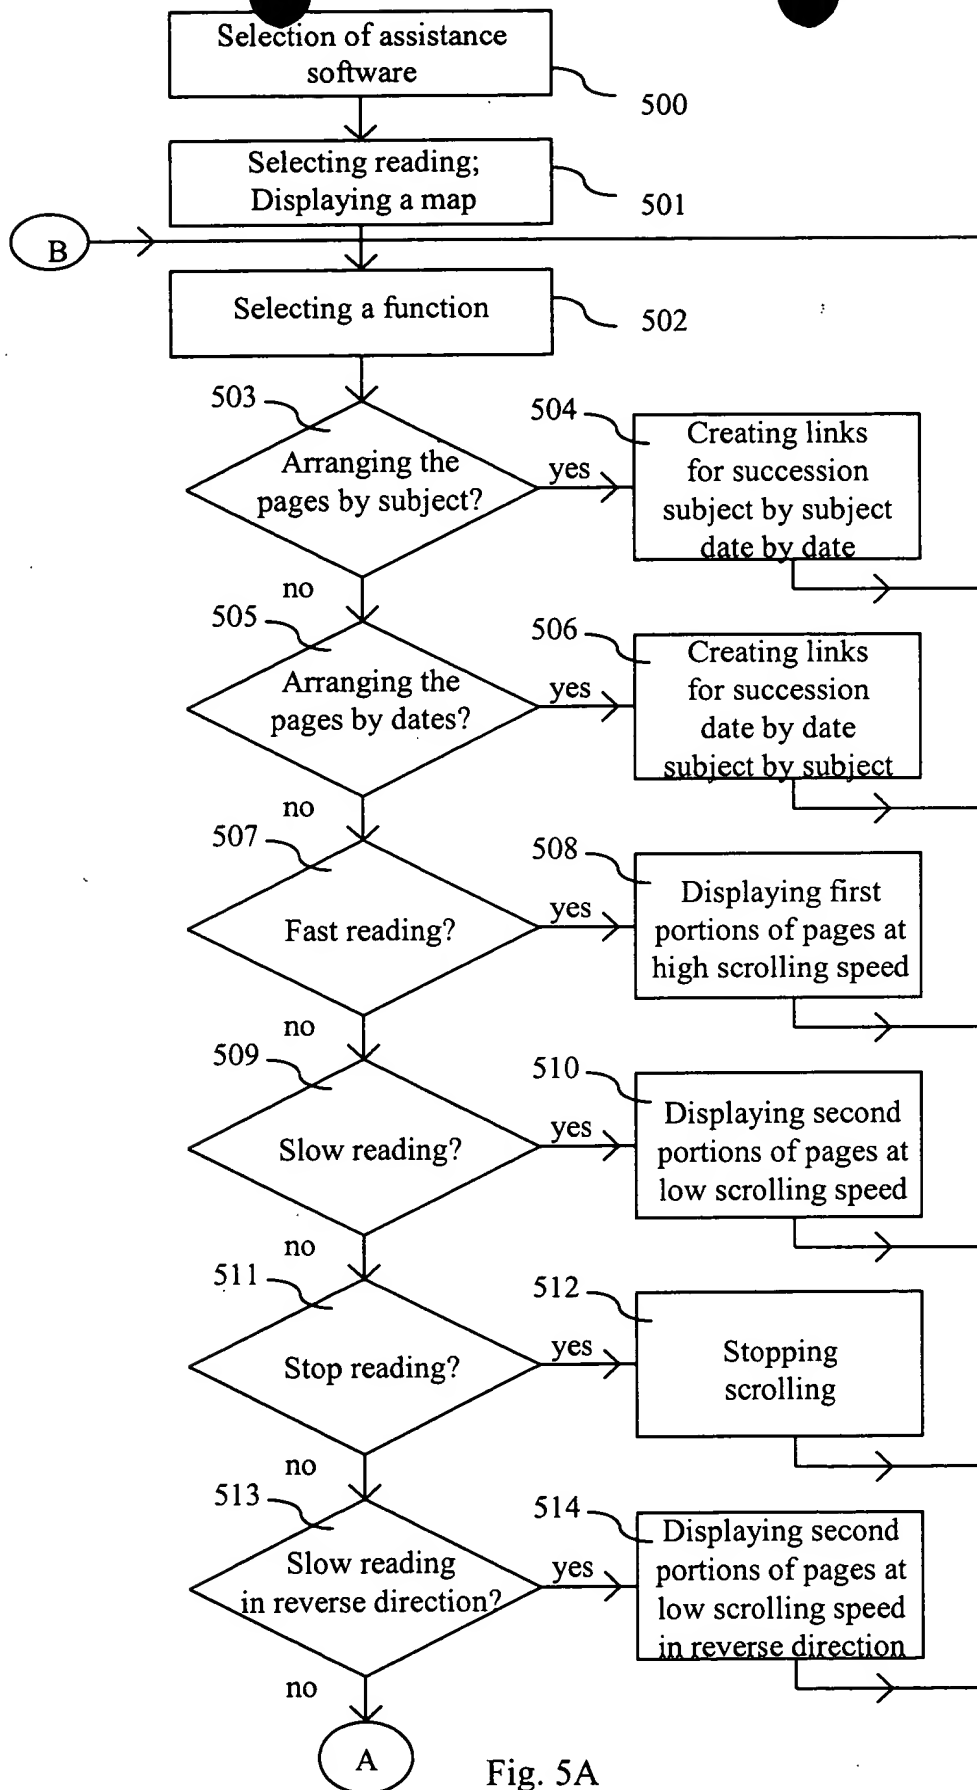 Selection of assistance
software
500
Selecting reading;
Displaying a map
501
B
Selecting a function
502
503
Arranging the
pages by subject?
yes
504
Creating links
for succession
subject by subject
date by date
no
505
Arranging the
pages by dates?
yes
506
Creating links
for succession
date by date
subject by subject
no
507
Fast reading?
yes
508
Displaying first
portions of pages at
high scrolling speed
no
509
Slow reading?
yes
510
Displaying second
portions of pages at
low scrolling speed
no
511
Stop reading?
yes
512
Stopping
scrolling
no
513
Slow reading
in reverse direction?
yes
514
Displaying second
portions of pages at
low scrolling speed
in reverse direction
no
A
Fig. 5A